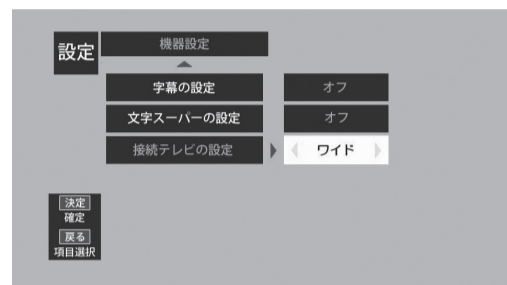 設定
機器設定
字幕の設定 オフ
文字スーパーの設定 オフ
接続テレビの設定 ワイド
決定
確定
戻る
項目選択